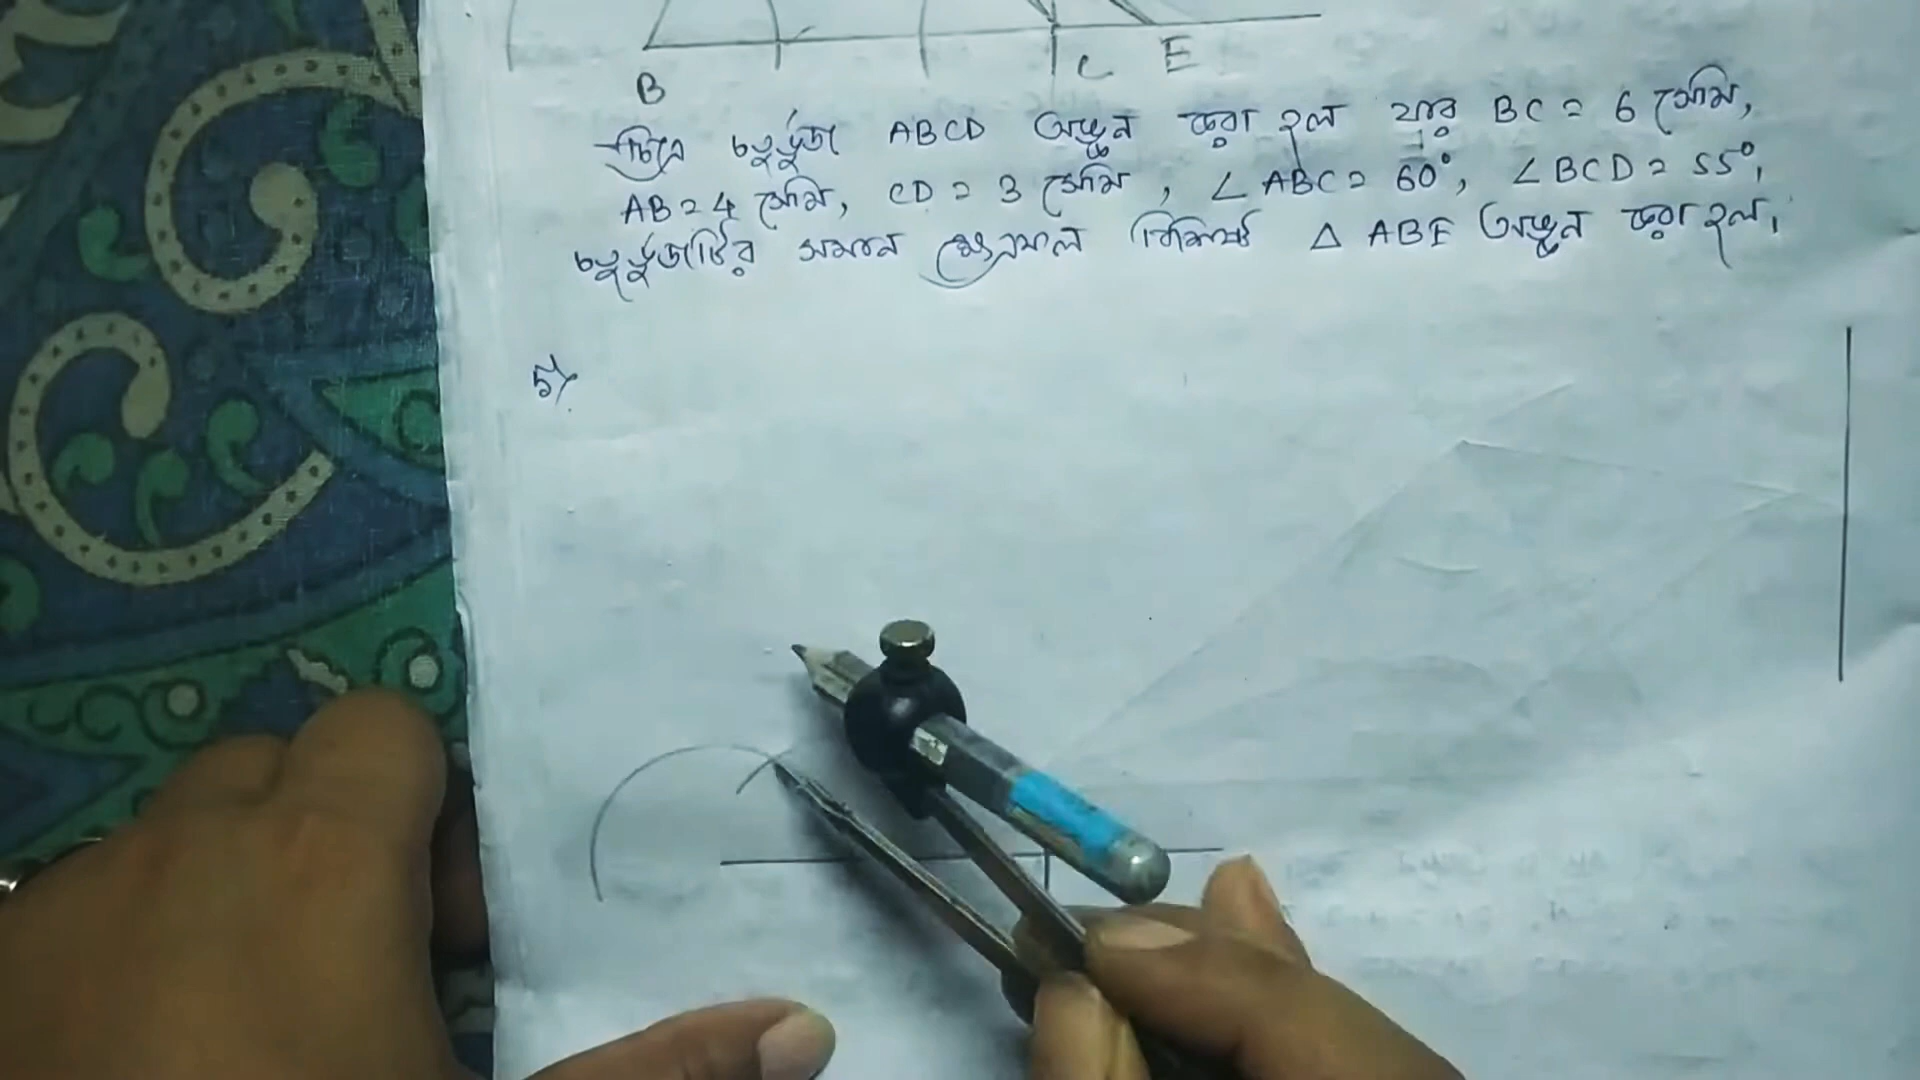 B C E
চিত্রে চতুর্ভুজ ABCD অঙ্কন করা হল যার BC = 6 সেমি,
AB = 4 সেমি, CD = 3 সেমি, ∠ABC = 60°, ∠BCD = 55°,
চতুর্ভুজটির সমান ক্ষেত্রফল বিশিষ্ট △ ABE অঙ্কন করা হল।
5)